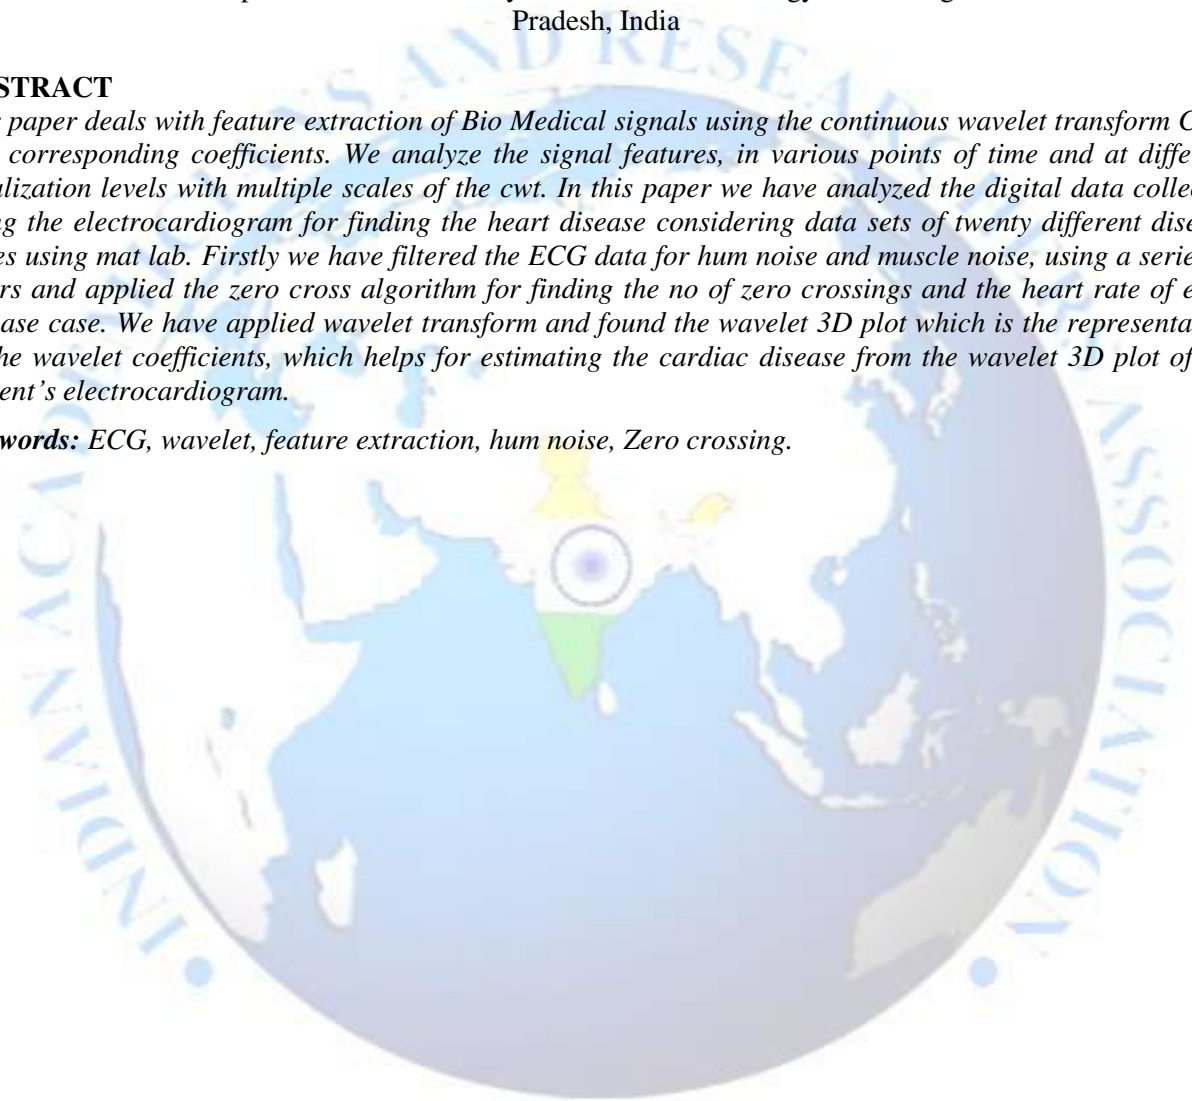 Pradesh, India
STRACT
paper deals with feature extraction of Bio Medical signals using the continuous wavelet transform C
corresponding coefficients. We analyze the signal features, in various points of time and at diffe
lization levels with multiple scales of the cwt. In this paper we have analyzed the digital data collec
g the electrocardiogram for finding the heart disease considering data sets of twenty different dise
es using mat lab. Firstly we have filtered the ECG data for hum noise and muscle noise, using a serie
rs and applied the zero cross algorithm for finding the no of zero crossings and the heart rate of e
ase case. We have applied wavelet transform and found the wavelet 3D plot which is the representa
he wavelet coefficients, which helps for estimating the cardiac disease from the wavelet 3D plot of
ent's electrocardiogram.
words: ECG, wavelet, feature extraction, hum noise, Zero crossing.
INDIAN ACADEMICIANS AND RESEARCHERS ASSOCIATION